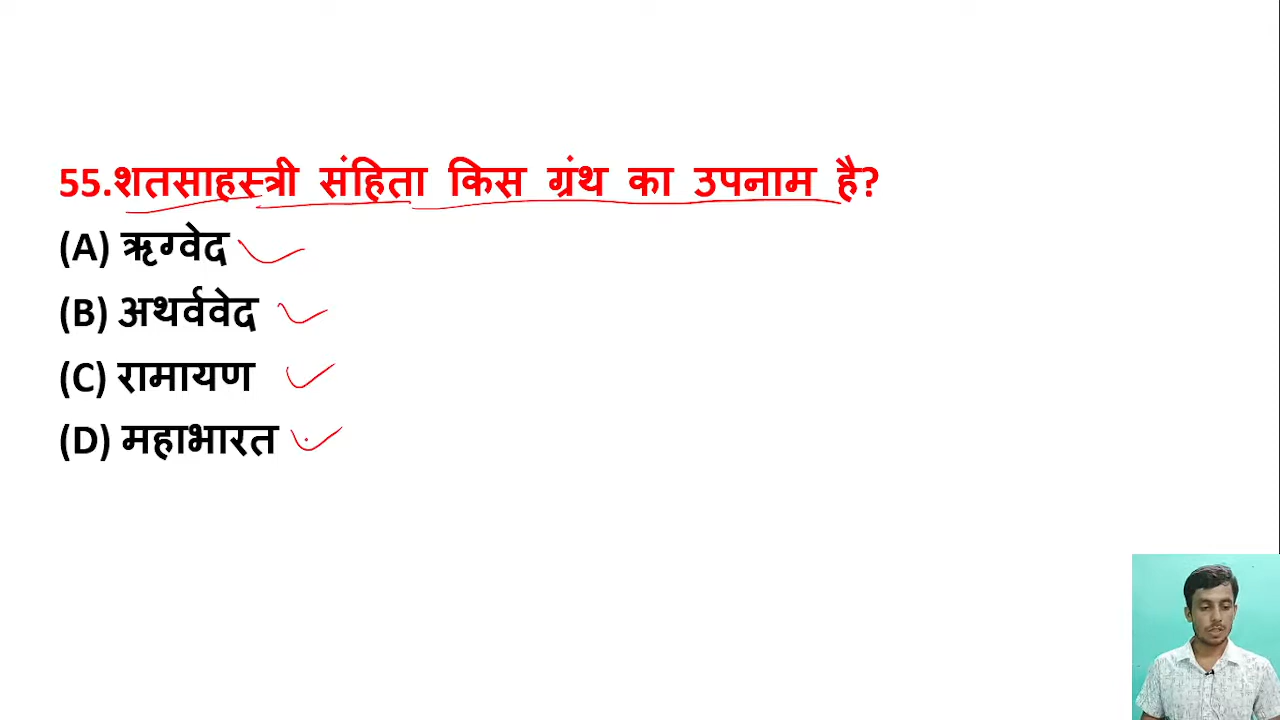 55.शतसाहस्त्री संहिता किस ग्रंथ का उपनाम है?
(A) ऋग्वेद
(B) अथर्ववेद
(C) रामायण
(D) महाभारत